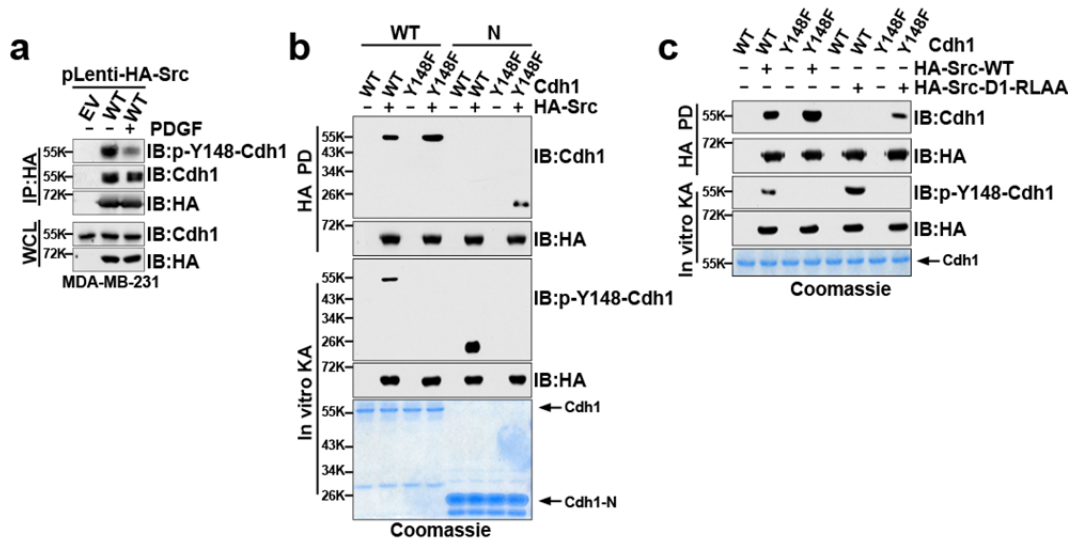 a
pLenti-HA-Src
EV WT WT
- - + PDGF
IP:HA
55K IB:p-Y148-Cdh1
55K IB:Cdh1
72K IB:HA
WCL
55K IB:Cdh1
72K IB:HA
MDA-MB-231
b
WT N
WT WT Y148F Y148F WT WT Y148F Y148F Cdh1
- + - + - + - + HA-Src
HA PD
55K
43K
34K
26K
IB:Cdh1
72K
IB:HA
In vitro KA
55K
43K
34K
26K
IB:p-Y148-Cdh1
72K
IB:HA
55K
43K
34K
26K
Cdh1
Cdh1-N
Coomassie
c
WT WT Y148F Y148F WT WT Y148F Y148F Cdh1
- + - + - - - - HA-Src-WT
- - - - - + - + HA-Src-D1-RLAA
HA PD
55K IB:Cdh1
72K IB:HA
In vitro KA
55K IB:p-Y148-Cdh1
72K IB:HA
55K Cdh1
Coomassie